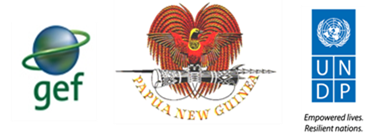 gef
PAPUA NEW GUINEA
U N
D P
Empowered lives.
Resilient nations.